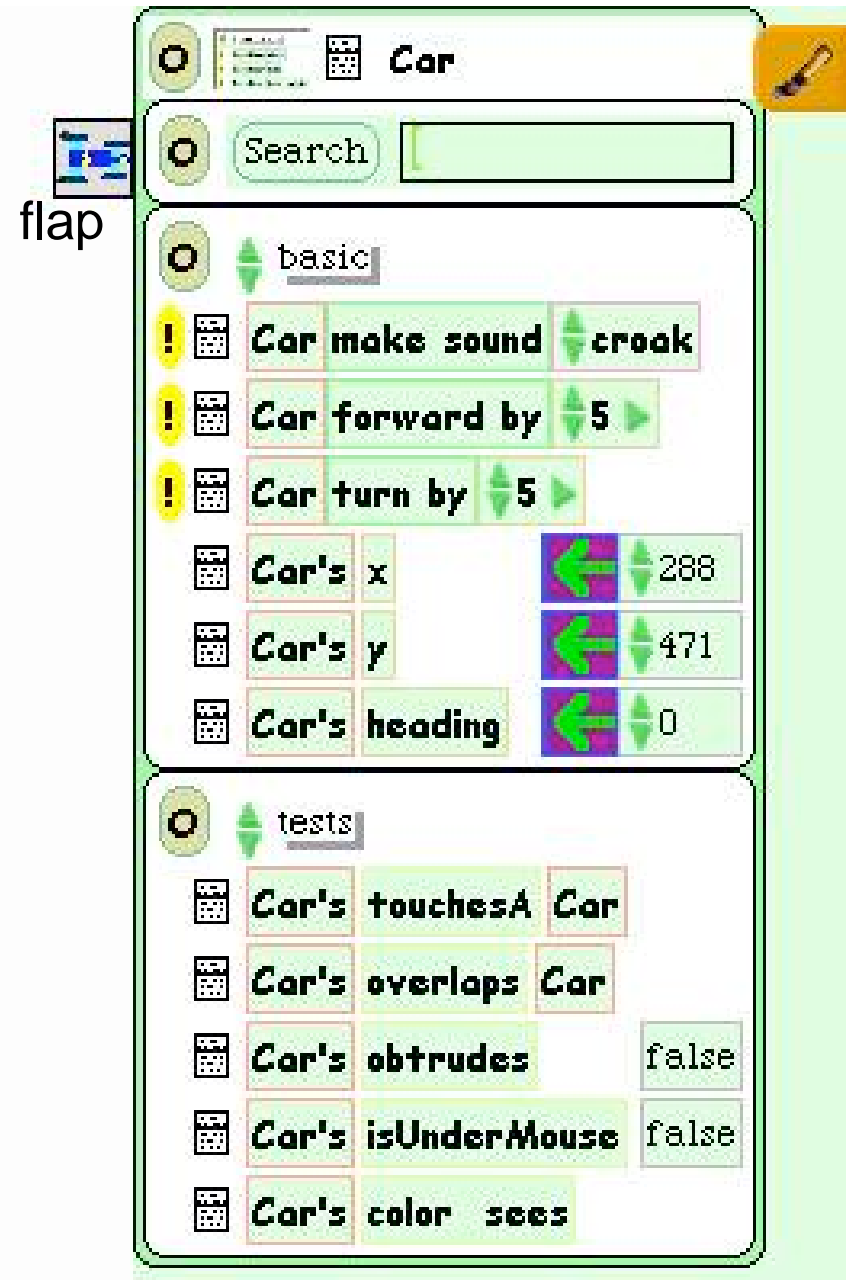 Car
Search
flap
basic
! Car make sound croak
! Car forward by 5
! Car turn by 5
Car's x 288
Car's y 471
Car's heading 0
tests
Car's touchesA Car
Car's overlaps Car
Car's obtrudes false
Car's isUnderMouse false
Car's color sees